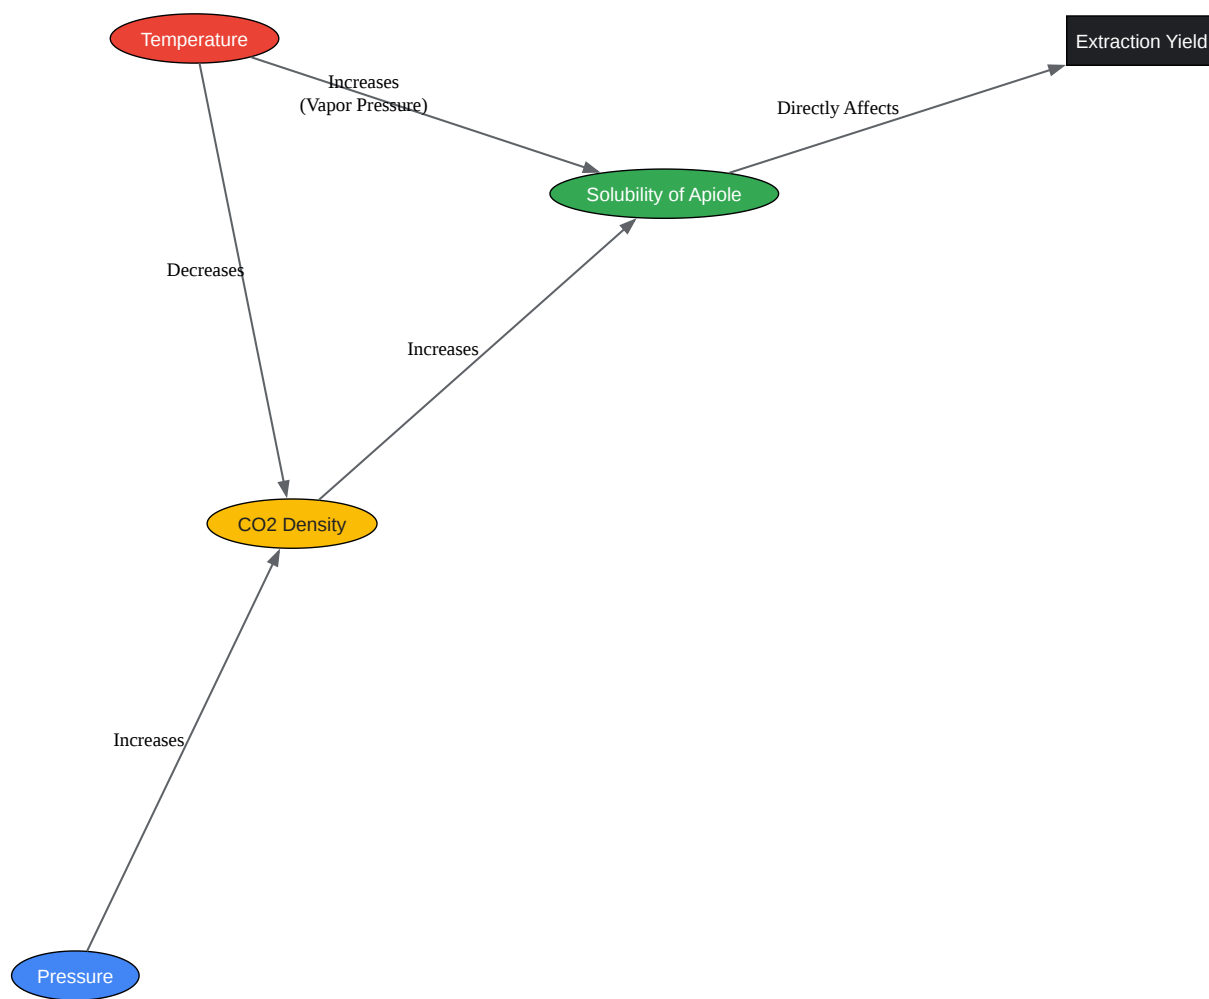 Temperature
Extraction Yield
Increases
(Vapor Pressure)
Directly Affects
Solubility of Apiole
Decreases
Increases
CO2 Density
Increases
Pressure